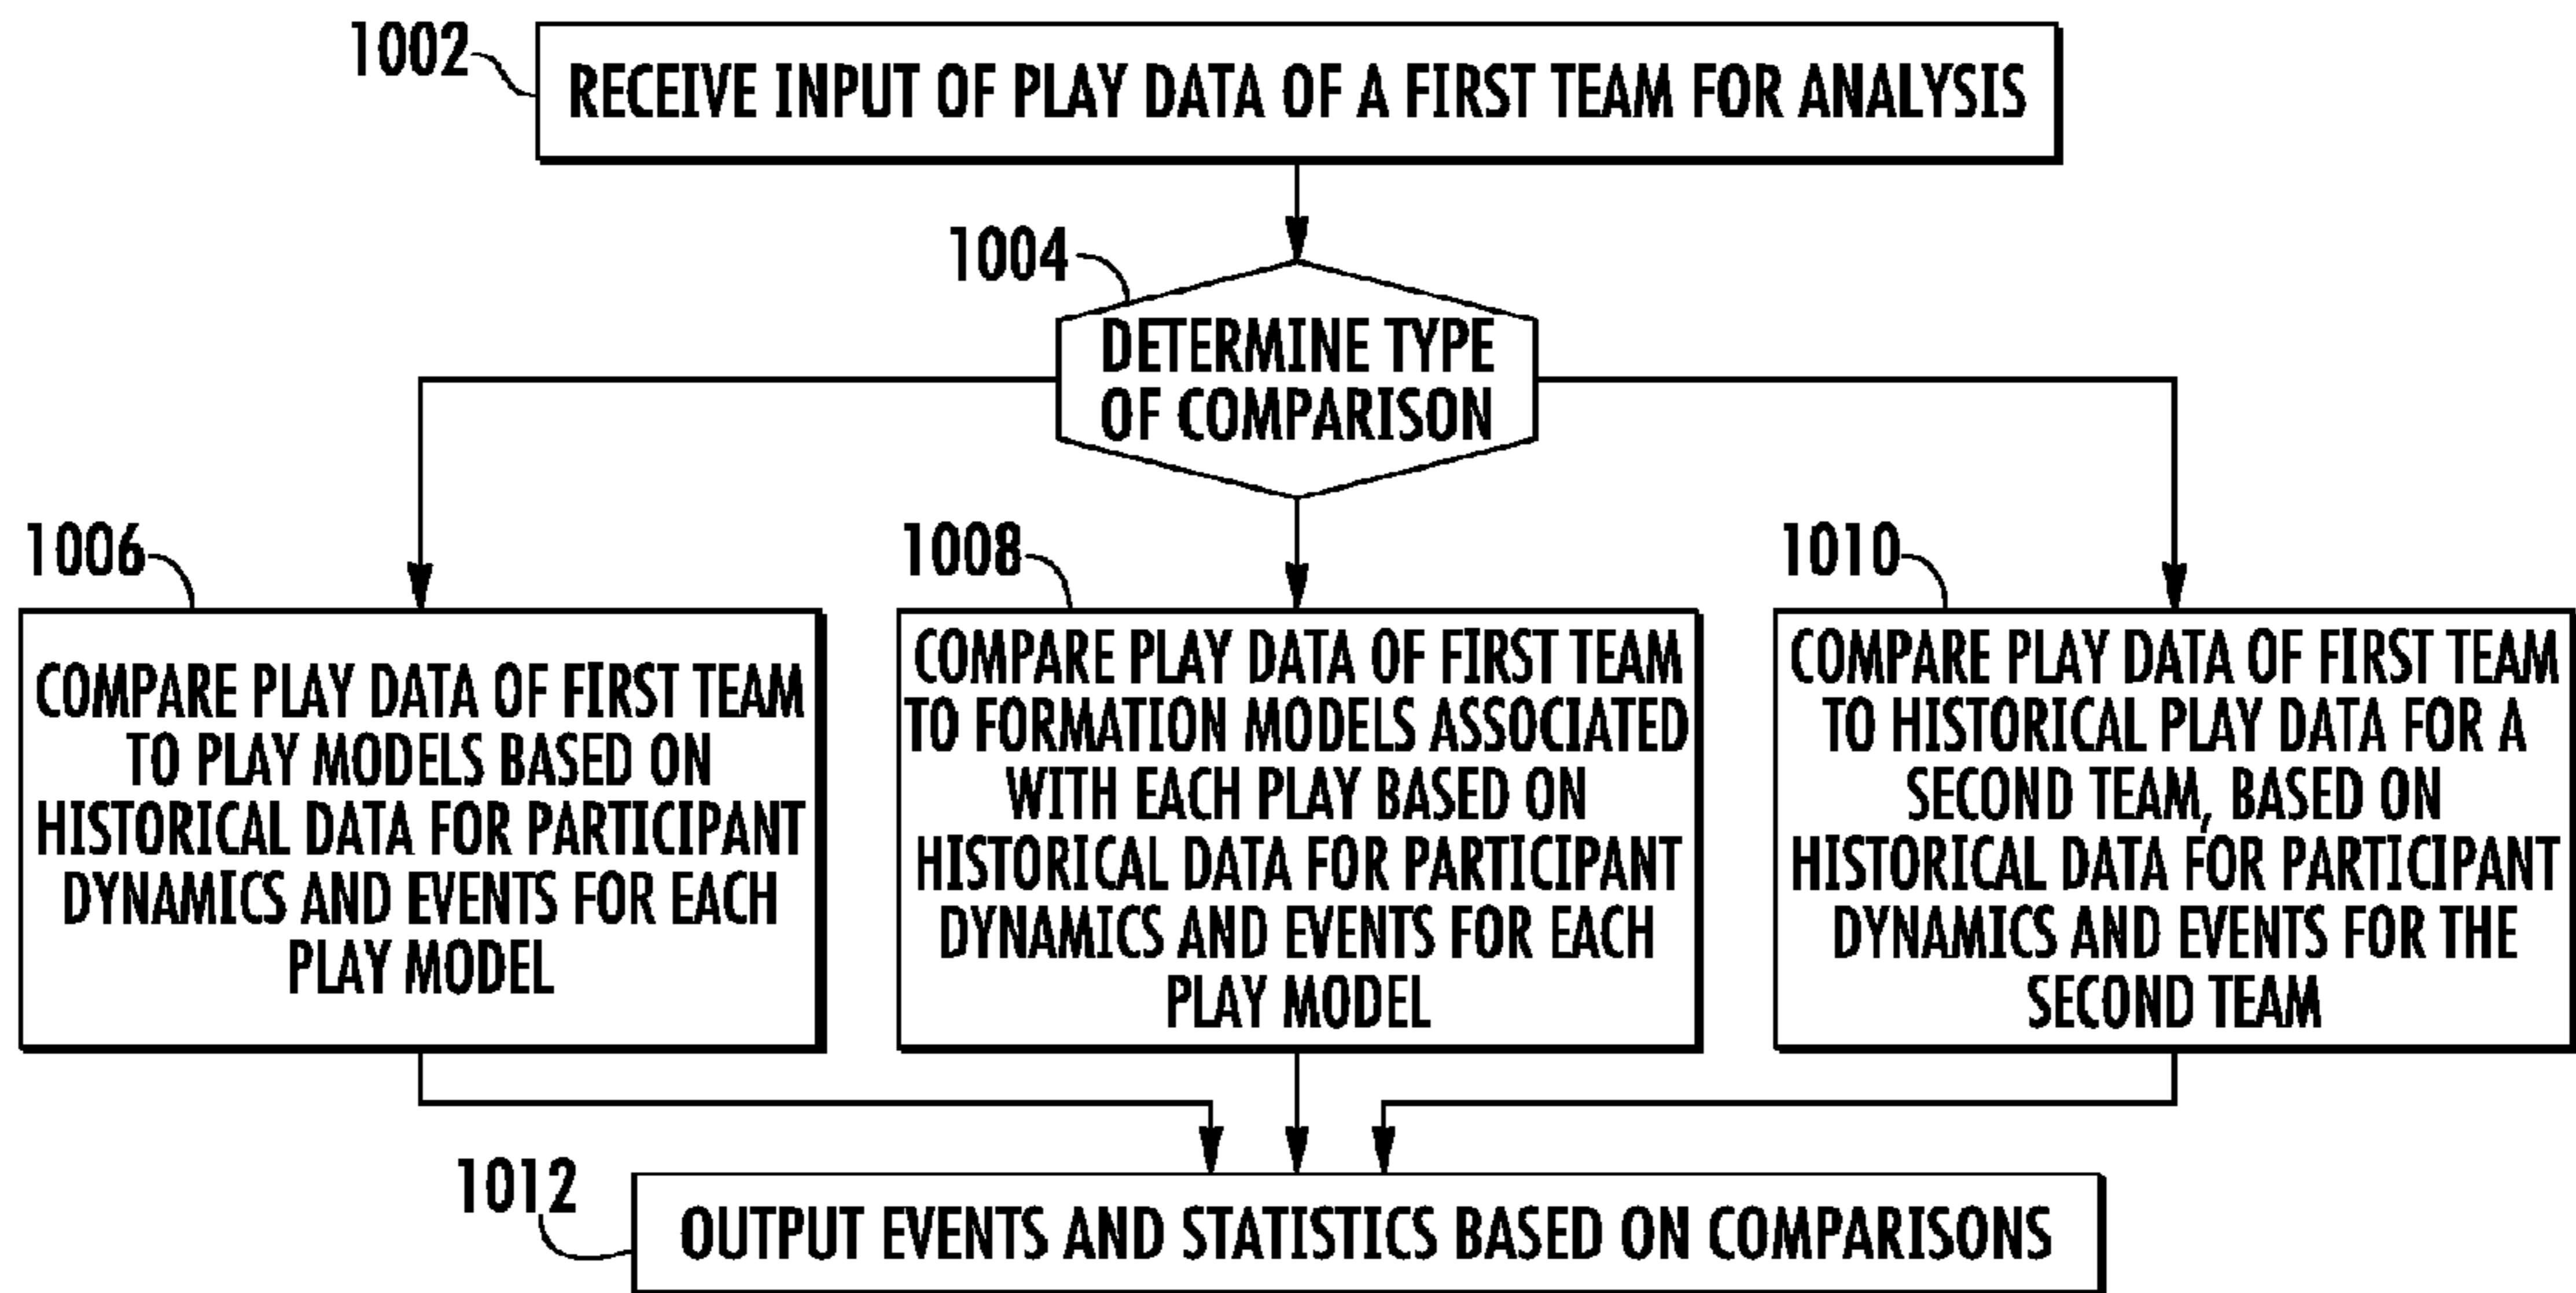 1002
RECEIVE INPUT OF PLAY DATA OF A FIRST TEAM FOR ANALYSIS
1004
DETERMINE TYPE
OF COMPARISON
1006
COMPARE PLAY DATA OF FIRST TEAM
TO PLAY MODELS BASED ON
HISTORICAL DATA FOR PARTICIPANT
DYNAMICS AND EVENTS FOR EACH
PLAY MODEL
1008
COMPARE PLAY DATA OF FIRST TEAM
TO FORMATION MODELS ASSOCIATED
WITH EACH PLAY BASED ON
HISTORICAL DATA FOR PARTICIPANT
DYNAMICS AND EVENTS FOR EACH
PLAY MODEL
1010
COMPARE PLAY DATA OF FIRST TEAM
TO HISTORICAL PLAY DATA FOR A
SECOND TEAM, BASED ON
HISTORICAL DATA FOR PARTICIPANT
DYNAMICS AND EVENTS FOR THE
SECOND TEAM
1012
OUTPUT EVENTS AND STATISTICS BASED ON COMPARISONS